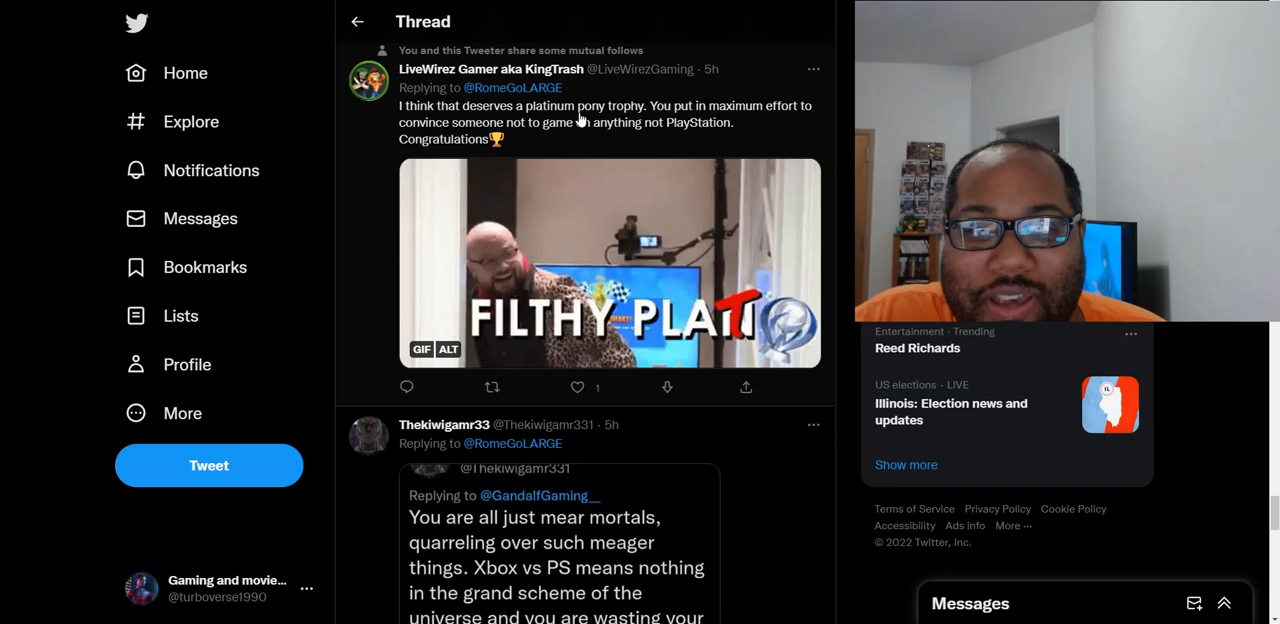 Thread
Home
Explore
Notifications
Messages
Bookmarks
Lists
Profile
More
Tweet
Gaming and movie... ...
@turboverse1990
You and this Tweeter share some mutual follows
LiveWirez Gamer aka KingTrash @LiveWirezGaming · 5h
Replying to @RomeGoLARGE
I think that deserves a platinum pony trophy. You put in maximum effort to
convince someone not to game anything not PlayStation.
Congratulations🏆
FILTHY PLAT
GIF ALT
1
Thekiwigamr33 @Thekiwigamr331 · 5h
Replying to @RomeGoLARGE
@Thekiwigamr331
Replying to @GandalfGaming__
You are all just mear mortals,
quarreling over such meager
things. Xbox vs PS means nothing
in the grand scheme of the
universe and you are wasting your
Entertainment · Trending
Reed Richards
US elections · LIVE
Illinois: Election news and
updates
IL
Show more
Terms of Service Privacy Policy Cookie Policy
Accessibility Ads info More ...
© 2022 Twitter, Inc.
Messages